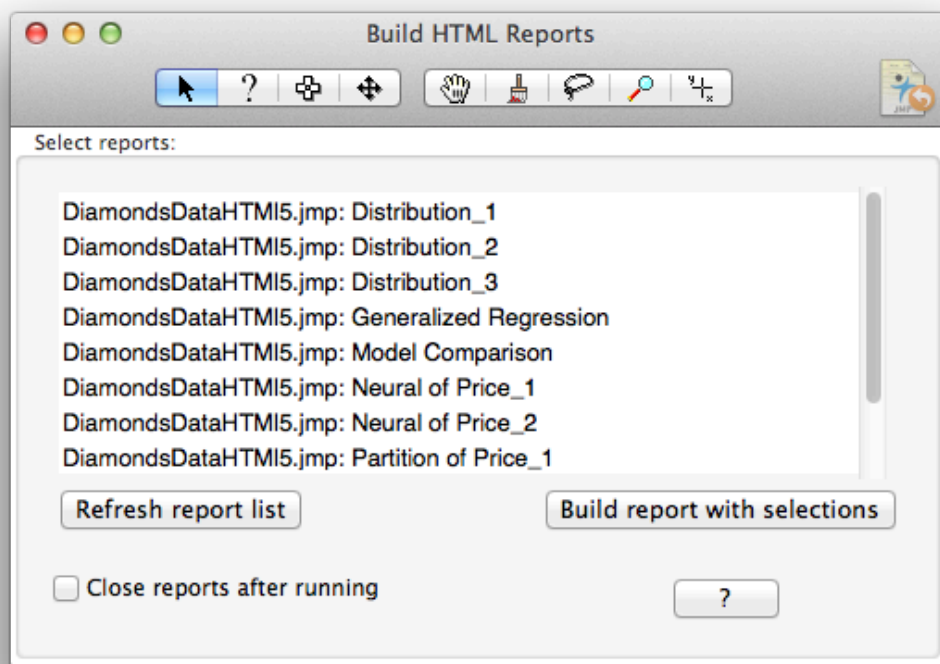 Build HTML Reports
?
JMP
Select reports:
DiamondsDataHTMl5.jmp: Distribution_1
DiamondsDataHTMl5.jmp: Distribution_2
DiamondsDataHTMl5.jmp: Distribution_3
DiamondsDataHTMl5.jmp: Generalized Regression
DiamondsDataHTMl5.jmp: Model Comparison
DiamondsDataHTMl5.jmp: Neural of Price_1
DiamondsDataHTMl5.jmp: Neural of Price_2
DiamondsDataHTMl5.jmp: Partition of Price_1
Refresh report list
Build report with selections
Close reports after running
?